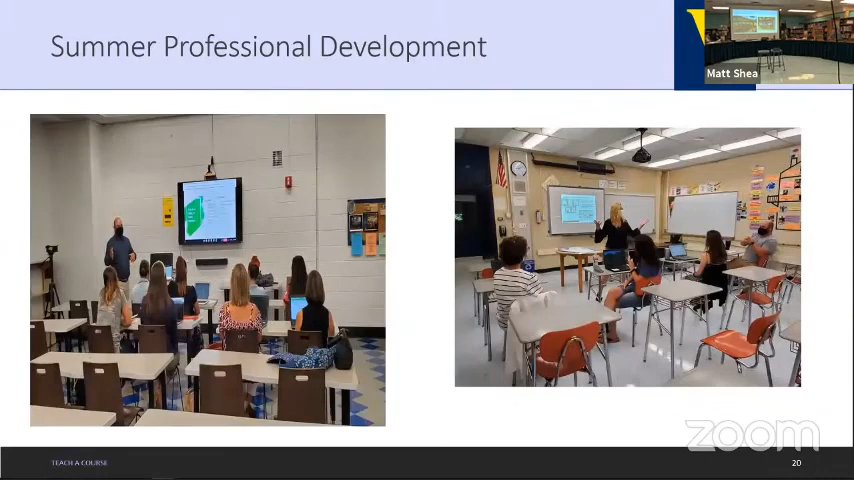 Summer Professional Development
Matt Shea
zoom
TEACH A COURSE
20